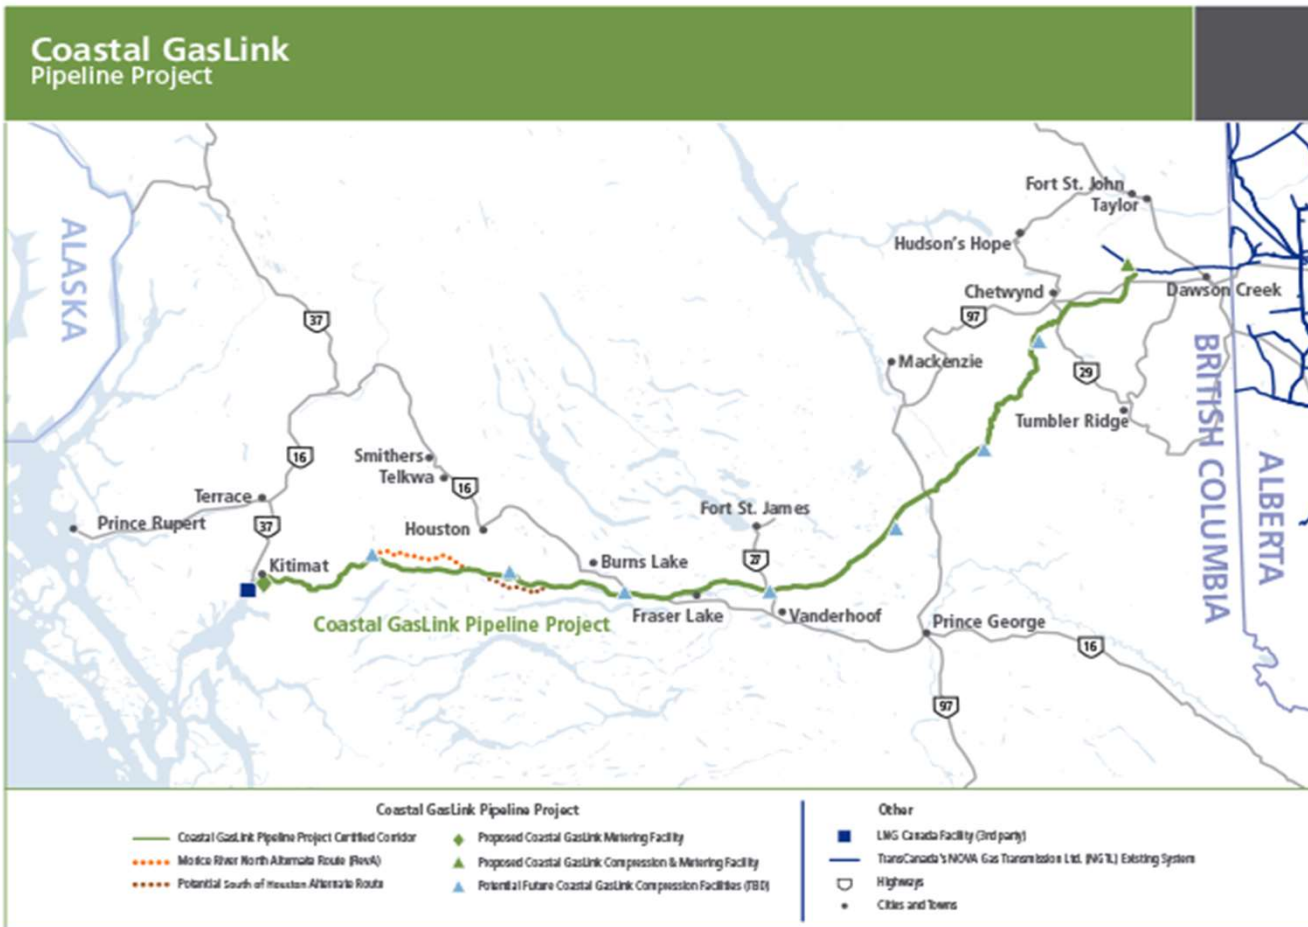 Coastal GasLink
Pipeline Project
ALASKA
Fort St. John
Taylor
Hudson's Hope
Chetwynd
Dawson Creek
37
97
Mackenzie
29
Tumbler Ridge
BRITISH COLUMBIA
ALBERTA
16
Smithers
Telkwa
16
Terrace
Prince Rupert
37
Houston
Fort St. James
27
Kitimat
Burns Lake
Fraser Lake
Vanderhoof
Coastal GasLink Pipeline Project
Prince George
16
97
Coastal GasLink Pipeline Project
Coastal GasLink Pipeline Project Certified Corridor
Morice River North Alternate Route (RevA)
Potential South of Houston Alternate Route
Proposed Coastal GasLink Metering Facility
Proposed Coastal GasLink Compression & Metering Facility
Potential Future Coastal GasLink Compression Facilities (TBD)
Other
LNG Canada Facility (3rd party)
TransCanada's NOVA Gas Transmission Ltd. (NGTL) Existing System
Highways
Cities and Towns